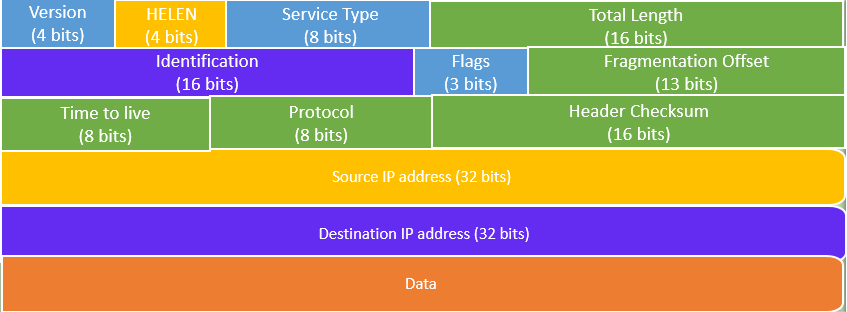 Version
(4 bits)
HELEN
(4 bits)
Service Type
(8 bits)
Total Length
(16 bits)
Identification
(16 bits)
Flags
(3 bits)
Fragmentation Offset
(13 bits)
Time to live
(8 bits)
Protocol
(8 bits)
Header Checksum
(16 bits)
Source IP address (32 bits)
Destination IP address (32 bits)
Data